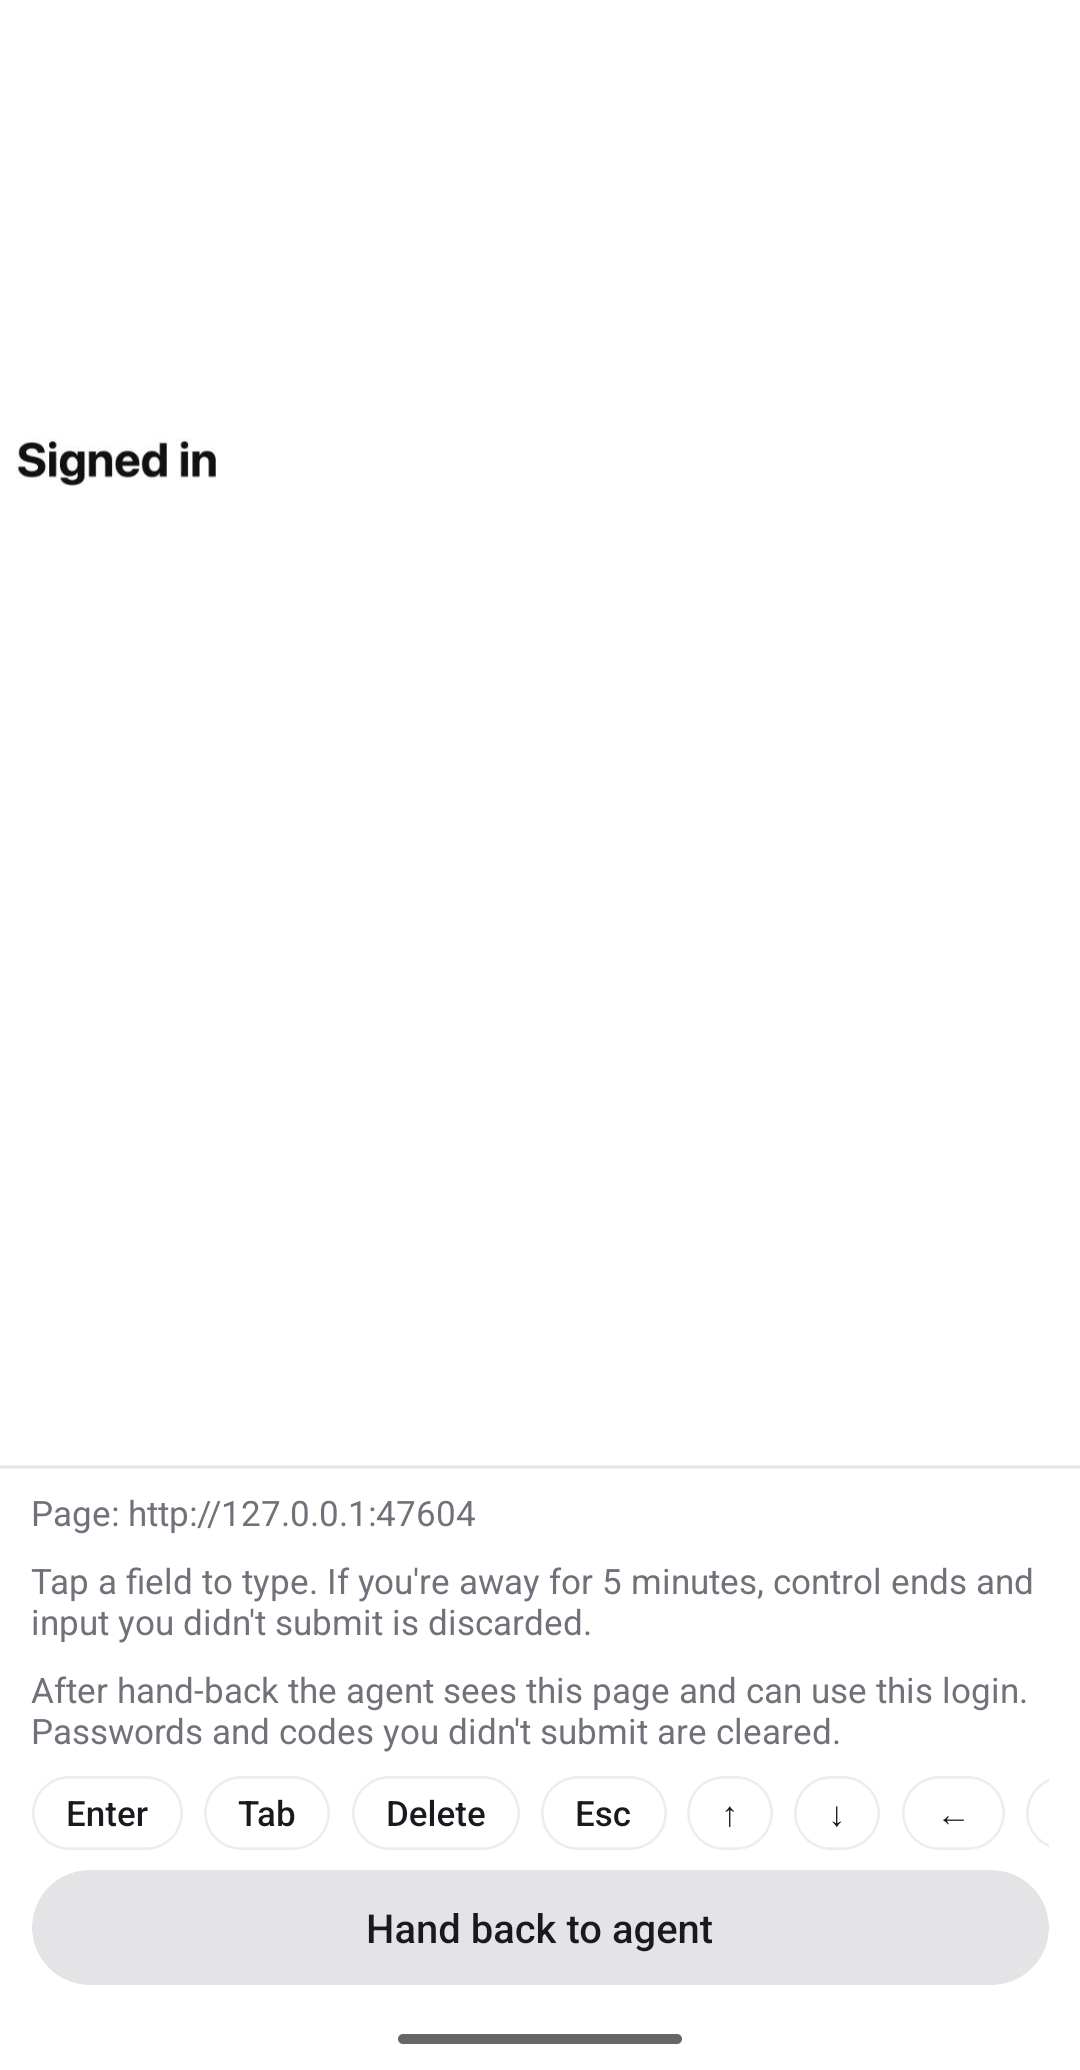 Signed in
Page: http://127.0.0.1:47604
Tap a field to type. If you're away for 5 minutes, control ends and
input you didn't submit is discarded.
After hand-back the agent sees this page and can use this login.
Passwords and codes you didn't submit are cleared.
Enter Tab Delete Esc ↑ ↓ ←
Hand back to agent